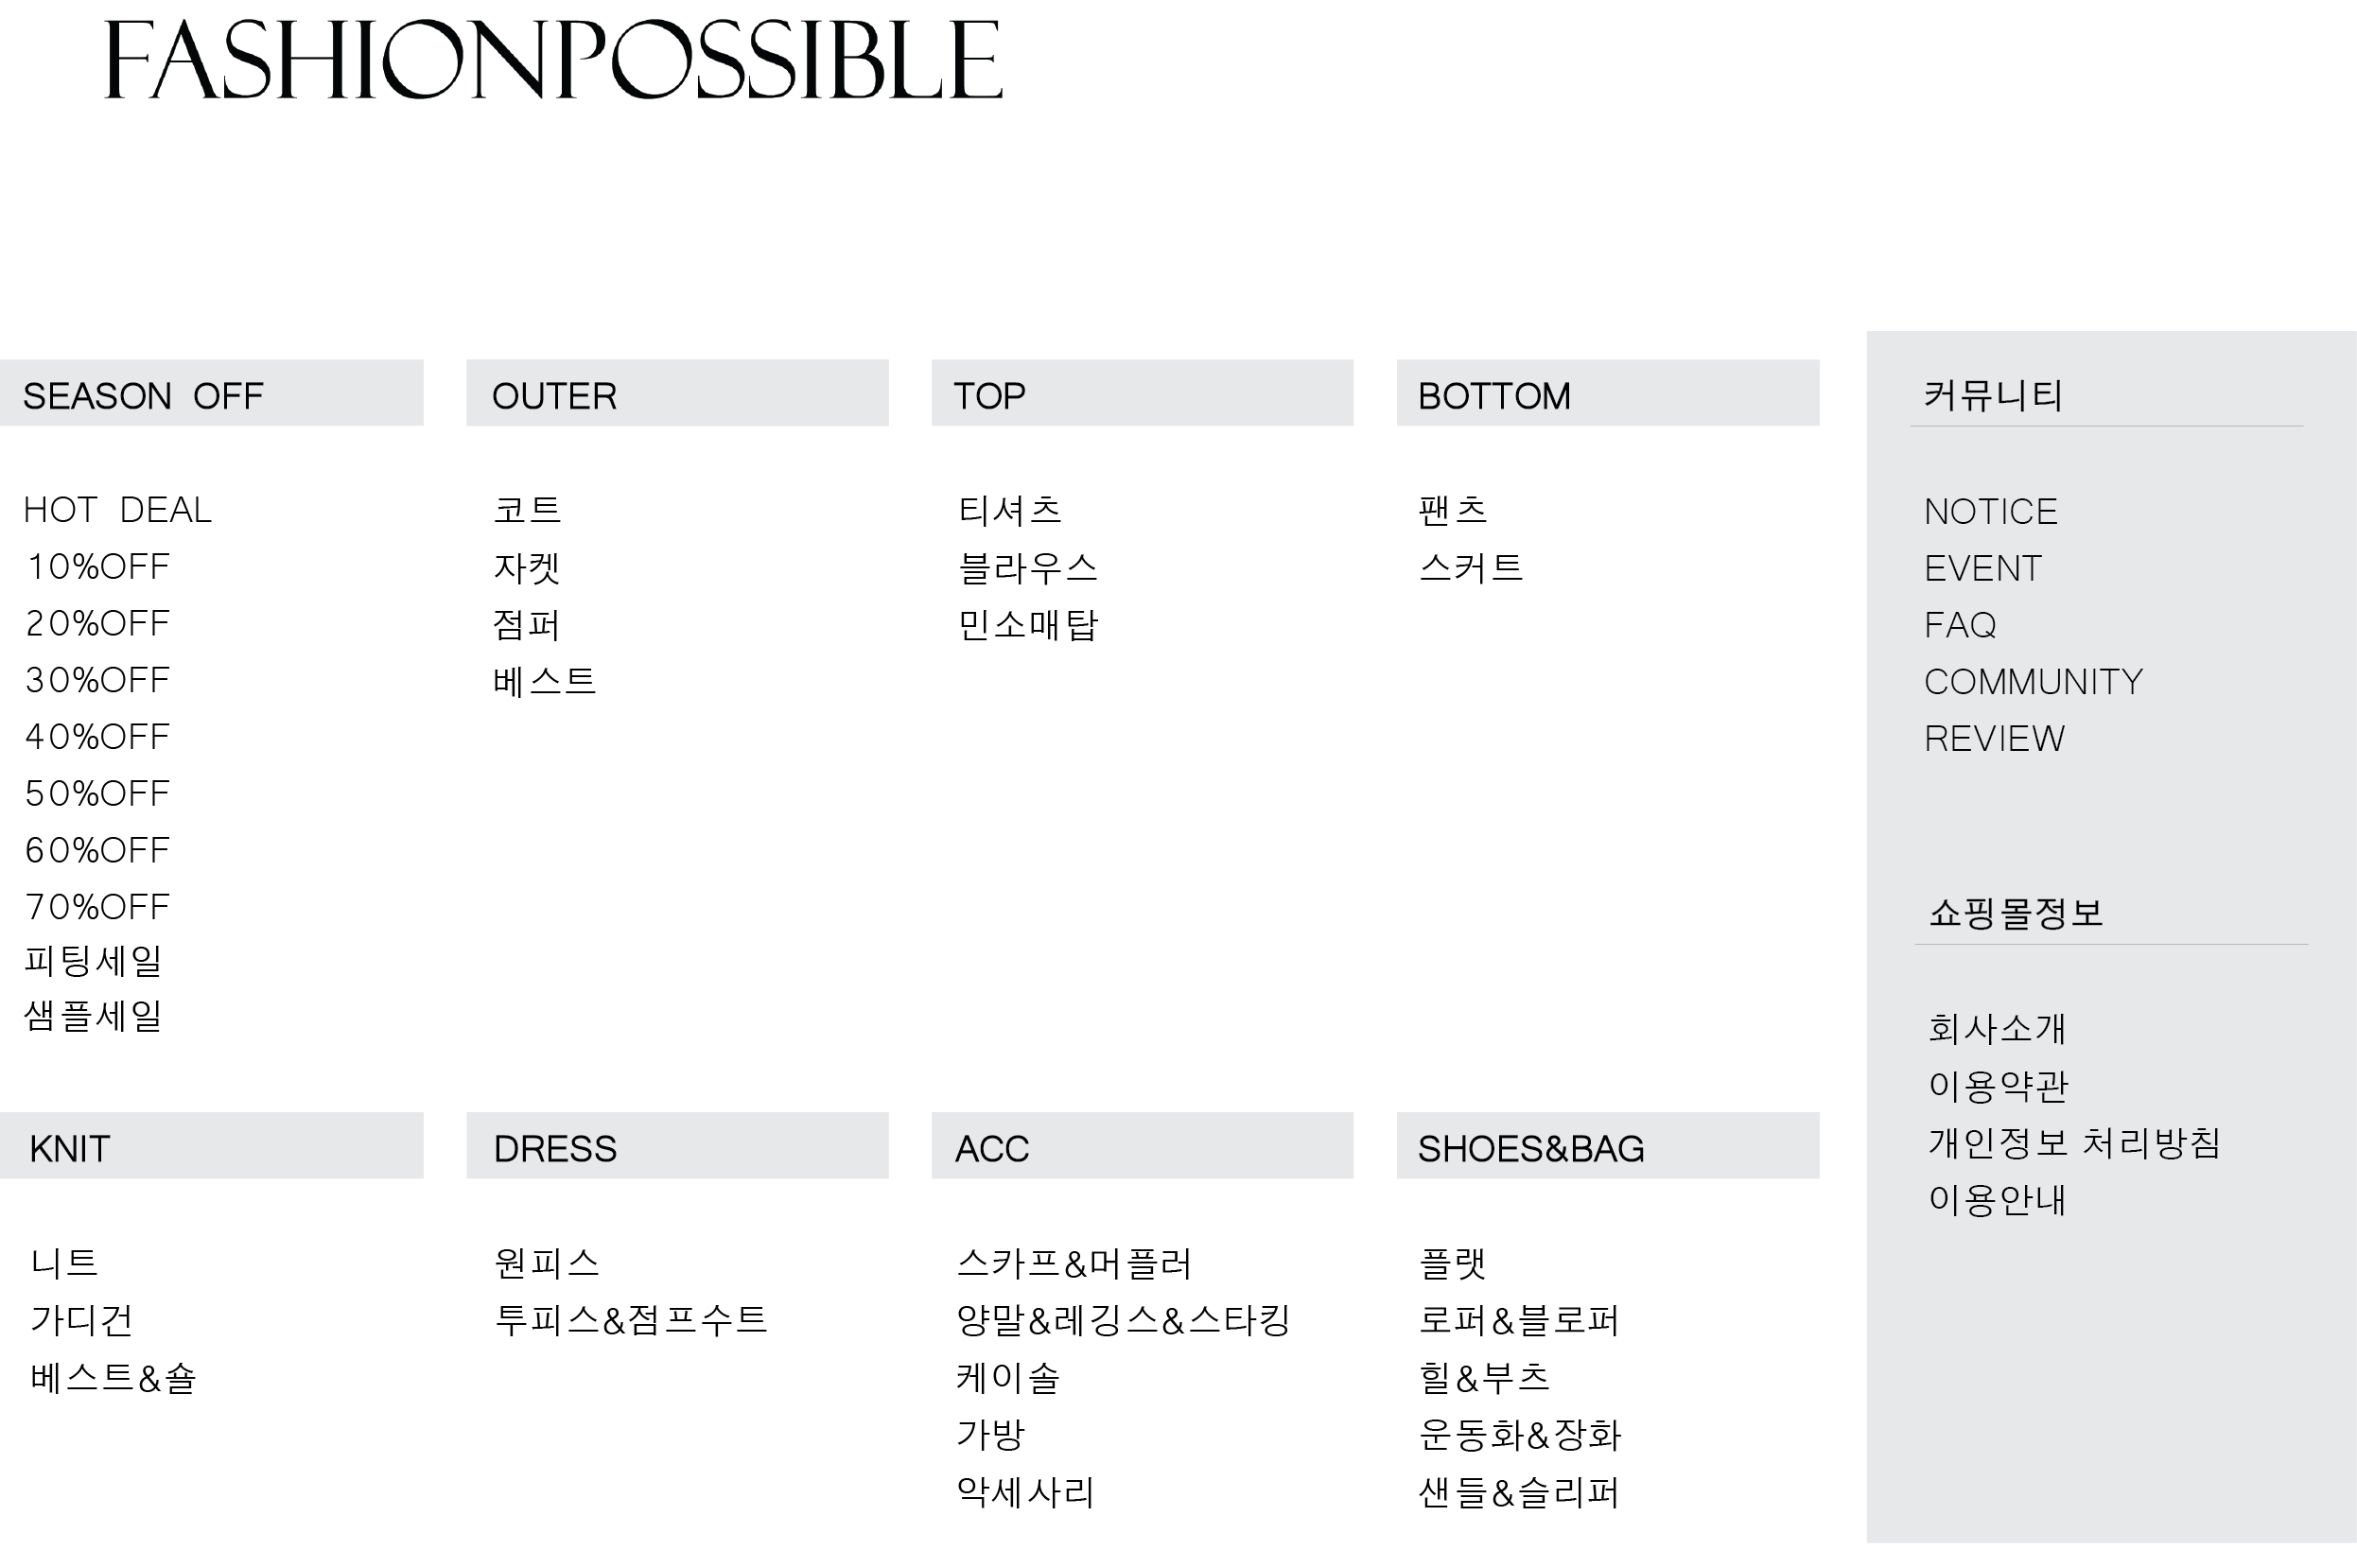 FASHIONPOSSIBLE
SEASON OFF
HOT DEAL
10%OFF
20%OFF
30%OFF
40%OFF
50%OFF
60%OFF
70%OFF
피팅세일
샘플세일
OUTER
코트
자켓
점퍼
베스트
TOP
티셔츠
블라우스
민소매탑
BOTTOM
팬츠
스커트
KNIT
니트
가디건
베스트&숄
DRESS
원피스
투피스&점프수트
ACC
스카프&머플러
양말&레깅스&스타킹
케이솔
가방
악세사리
SHOES&BAG
플랫
로퍼&블로퍼
힐&부츠
운동화&장화
샌들&슬리퍼
커뮤니티
NOTICE
EVENT
FAQ
COMMUNITY
REVIEW
쇼핑몰정보
회사소개
이용약관
개인정보 처리방침
이용안내